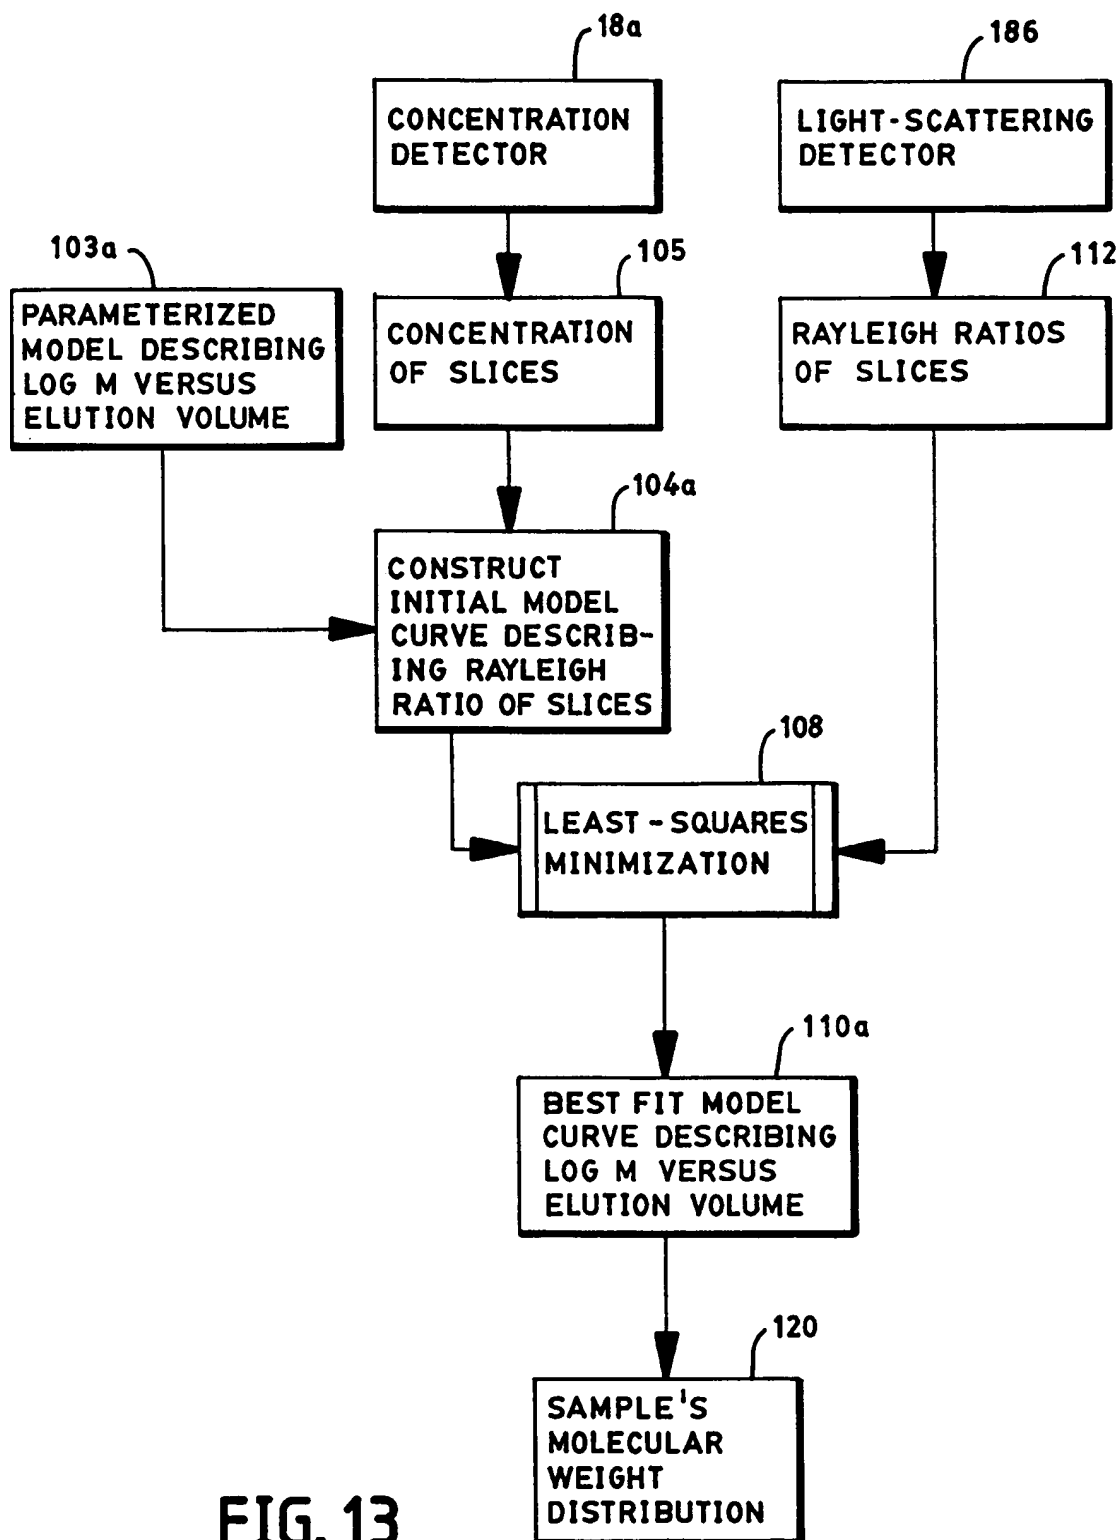 18a
CONCENTRATION
DETECTOR
186
LIGHT-SCATTERING
DETECTOR
103a
PARAMETERIZED
MODEL DESCRIBING
LOG M VERSUS
ELUTION VOLUME
105
CONCENTRATION
OF SLICES
112
RAYLEIGH RATIOS
OF SLICES
104a
CONSTRUCT
INITIAL MODEL
CURVE DESCRIB-
ING RAYLEIGH
RATIO OF SLICES
108
LEAST-SQUARES
MINIMIZATION
110a
BEST FIT MODEL
CURVE DESCRIBING
LOG M VERSUS
ELUTION VOLUME
120
SAMPLE'S
MOLECULAR
WEIGHT
DISTRIBUTION
FIG. 13